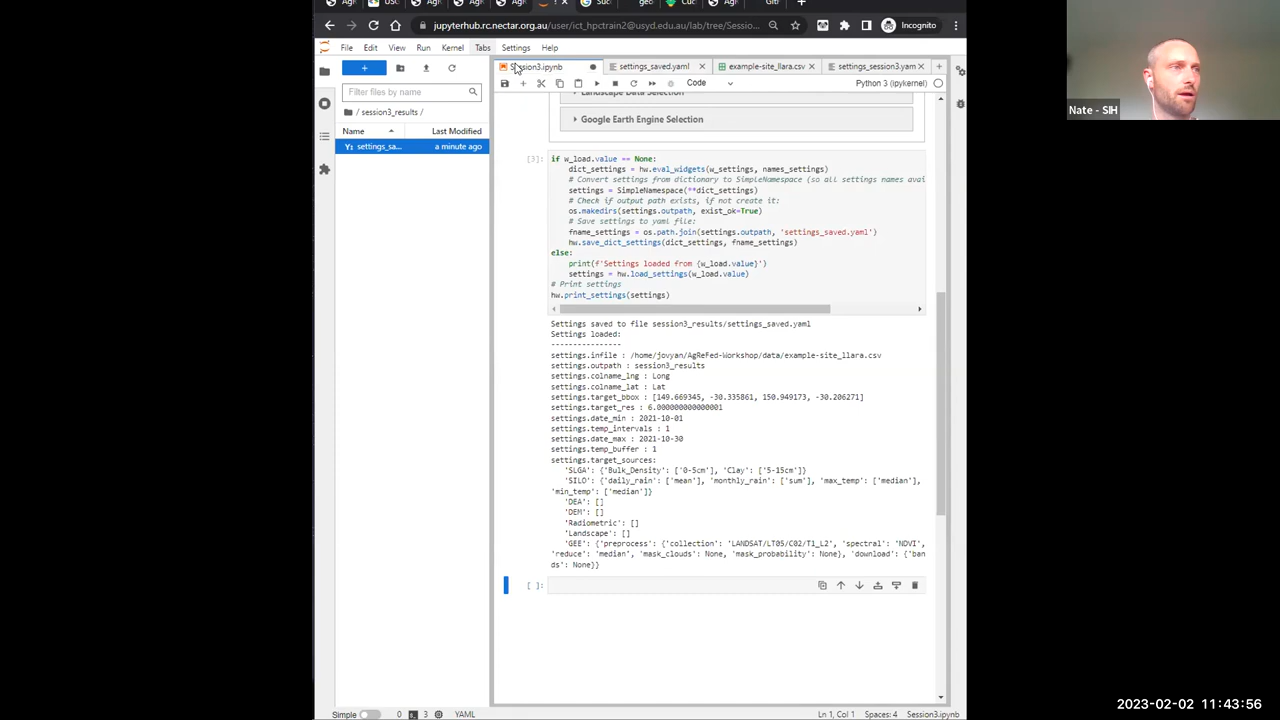 jupyterhub.rc.nectar.org.au/user/ict_hpctrain2@usyd.edu.au/lab/tree/Session...
Incognito
File Edit View Run Kernel Tabs Settings Help
Session3.ipynb
settings_saved.yaml
example-site_llara.csv
settings_session3.yam
Code
Python 3 (ipykernel)
Filter files by name
/ session3_results /
Name
Last Modified
settings_sa...
a minute ago
Landscape Data Selection
Google Earth Engine Selection
[3]:
if w_load.value == None:
dict_settings = hw.eval_widgets(w_settings, names_settings)
# Convert settings from dictionary to SimpleNamespace (so all settings names avai
settings = SimpleNamespace(**dict_settings)
# Check if output path exists, if not create it:
os.makedirs(settings.outpath, exist_ok=True)
# Save settings to yaml file:
fname_settings = os.path.join(settings.outpath, 'settings_saved.yaml')
hw.save_dict_settings(dict_settings, fname_settings)
else:
print(f'Settings loaded from {w_load.value}')
settings = hw.load_settings(w_load.value)
# Print settings
hw.print_settings(settings)
Settings saved to file session3_results/settings_saved.yaml
Settings loaded:
----------------
settings.infile : /home/jovyan/AgReFed-Workshop/data/example-site_llara.csv
settings.outpath : session3_results
settings.colname_lng : Long
settings.colname_lat : Lat
settings.target_bbox : [149.669345, -30.335861, 150.949173, -30.206271]
settings.target_res : 6.000000000000001
settings.date_min : 2021-10-01
settings.temp_intervals : 1
settings.date_max : 2021-10-30
settings.temp_buffer : 1
settings.target_sources:
'SLGA': {'Bulk_Density': ['0-5cm'], 'Clay': ['5-15cm']}
'SILO': {'daily_rain': ['mean'], 'monthly_rain': ['sum'], 'max_temp': ['median'],
'min_temp': ['median']}
'DEA': []
'DEM': []
'Radiometric': []
'Landscape': []
'GEE': {'preprocess': {'collection': 'LANDSAT/LT05/C02/T1_L2', 'spectral': 'NDVI',
'reduce': 'median', 'mask_clouds': None, 'mask_probability': None}, 'download': {'ban
ds': None}}
[ ]:
Simple
0
3
YAML
Ln 1, Col 1
Spaces: 4
Session3.ipynb
Nate - SIH
2023-02-02 11:43:56